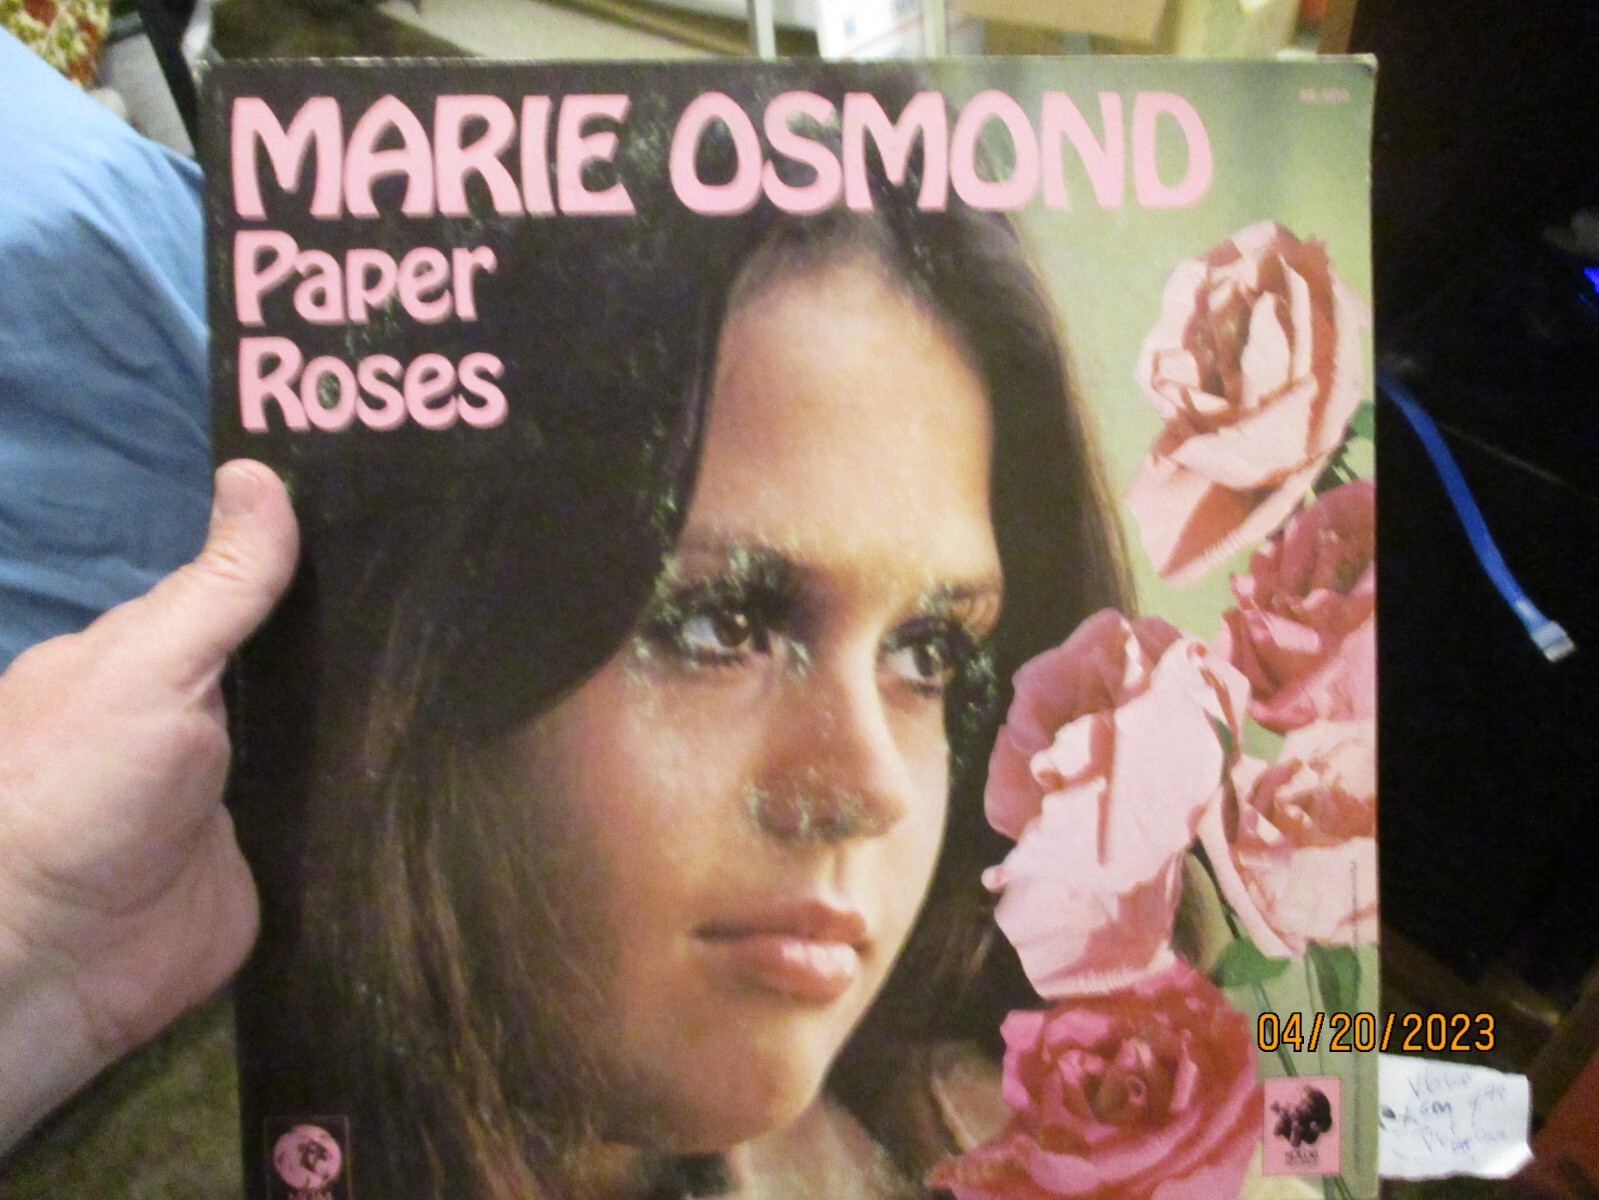 MARIE OSMOND
Paper
Roses
04/20/2023